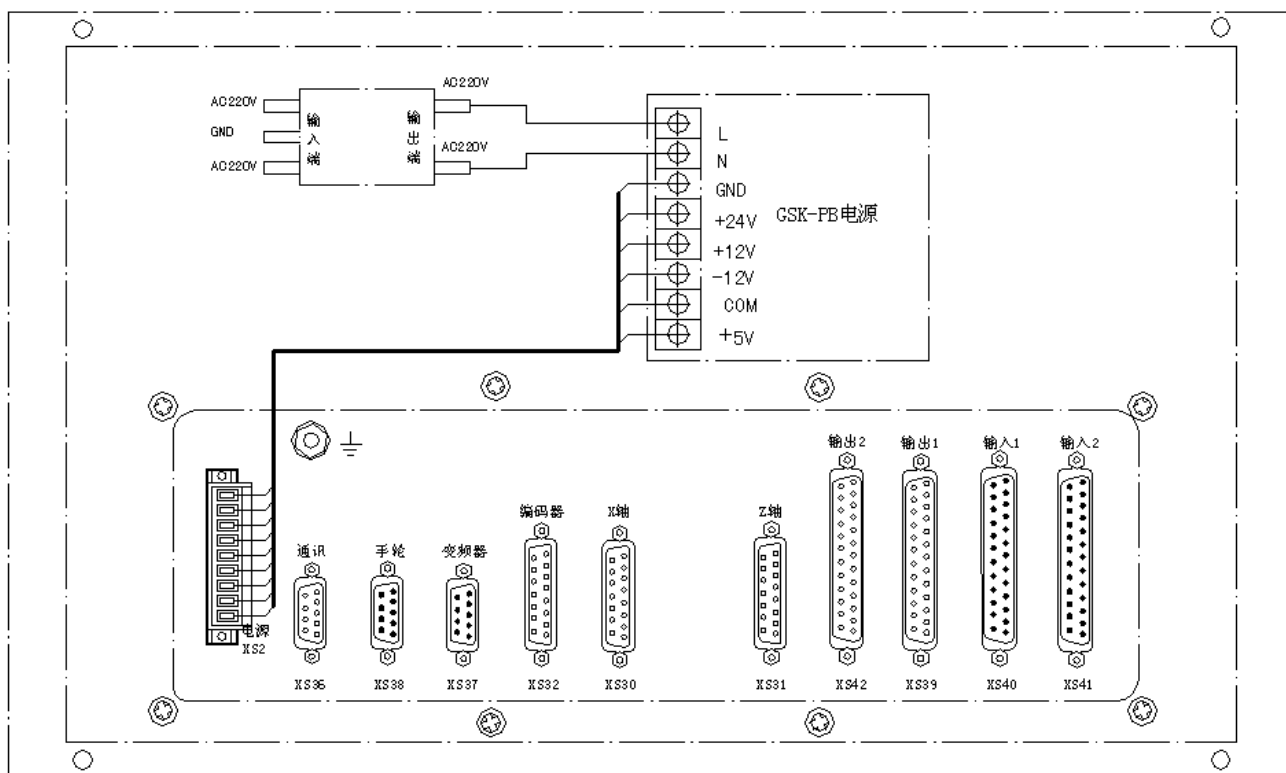 AC220V
GND
AC220V
输入端
输出端
AC220V
AC220V
L
N
GND
+24V
+12V
-12V
COM
+5V
GSK-PB电源
电源
XS2
通讯
手轮
变频器
编码器
X轴
Z轴
输出2
输出1
输入1
输入2
XS36
XS38
XS37
XS32
XS30
XS31
XS42
XS39
XS40
XS41